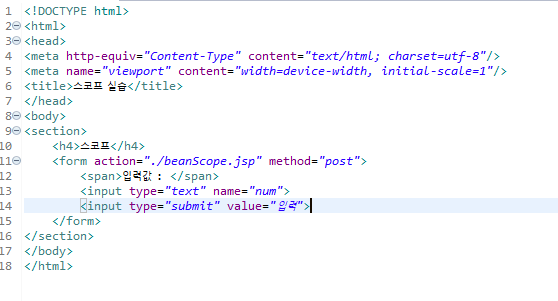 1 <!DOCTYPE html>
2 <html>
3 <head>
4 <meta http-equiv="Content-Type" content="text/html; charset=utf-8"/>
5 <meta name="viewport" content="width=device-width, initial-scale=1"/>
6 <title>스코프 실습</title>
7 </head>
8 <body>
9 <section>
10 <h4>스코프</h4>
11 <form action="./beanScope.jsp" method="post">
12 <span>입력값 : </span>
13 <input type="text" name="num">
14 <input type="submit" value="입력">
15 </form>
16 </section>
17 </body>
18 </html>